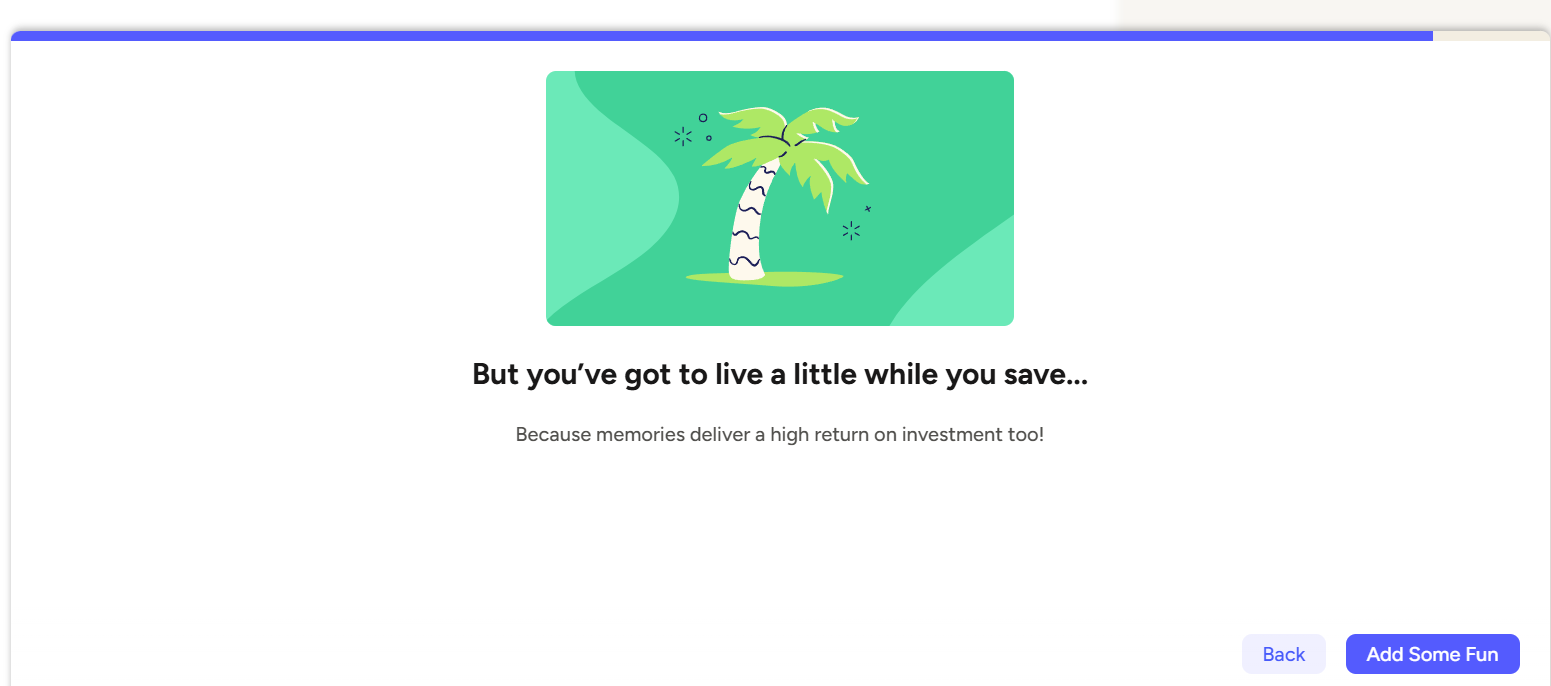 But you’ve got to live a little while you save...
Because memories deliver a high return on investment too!
Back
Add Some Fun